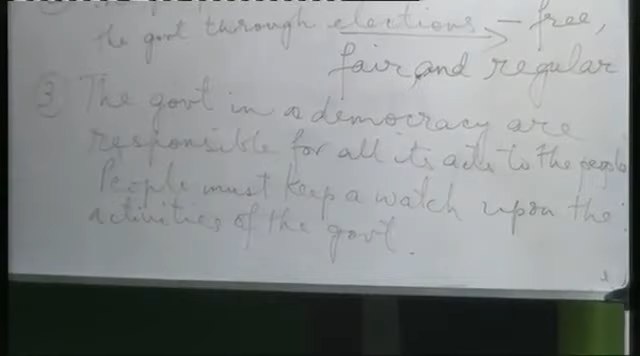 the govt through elections → free,
fair, and regular
③ The govt in a democracy are
responsible for all its acts to the people
People must keep a watch upon the
activities of the govt.